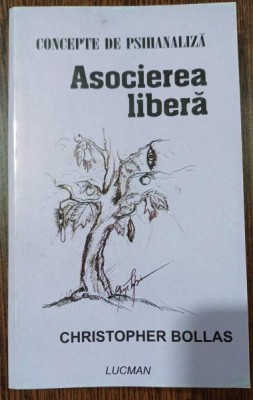 CONCEPTE DE PSIHANALIZĂ
Asocierea
liberă
CHRISTOPHER BOLLAS
LUCMAN